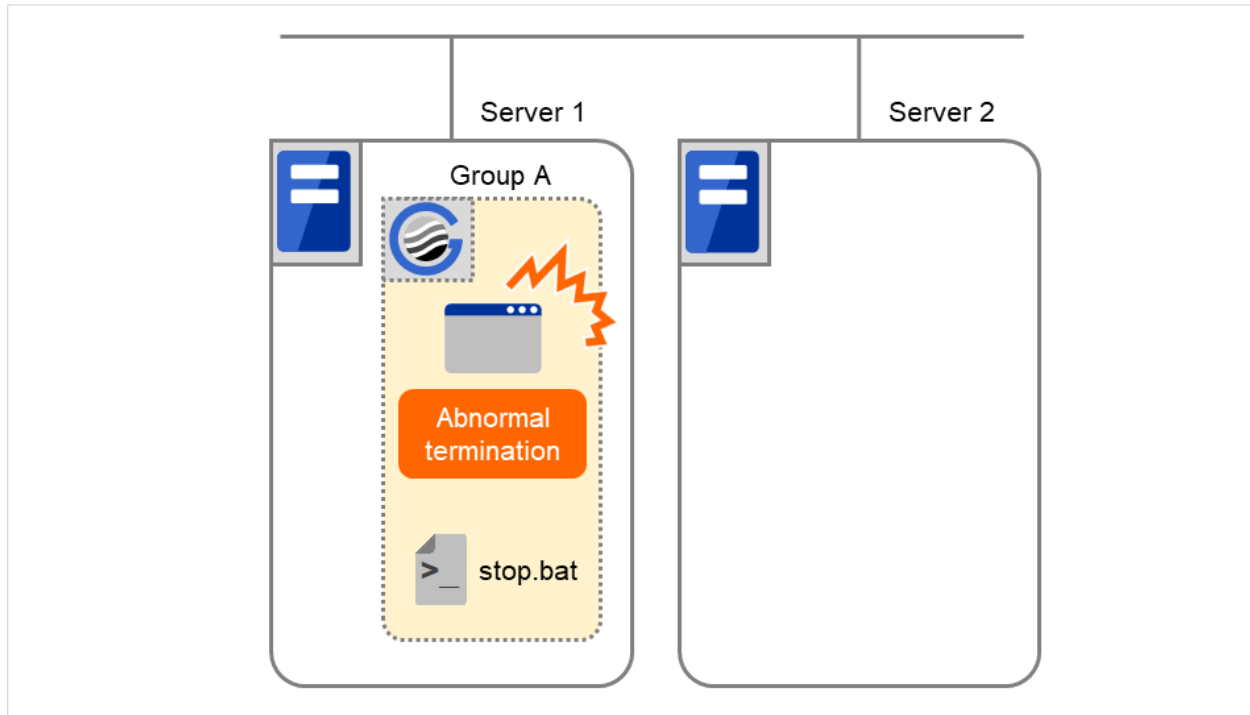 Server 1
Server 2
Group A
Abnormal
termination
>_ stop.bat